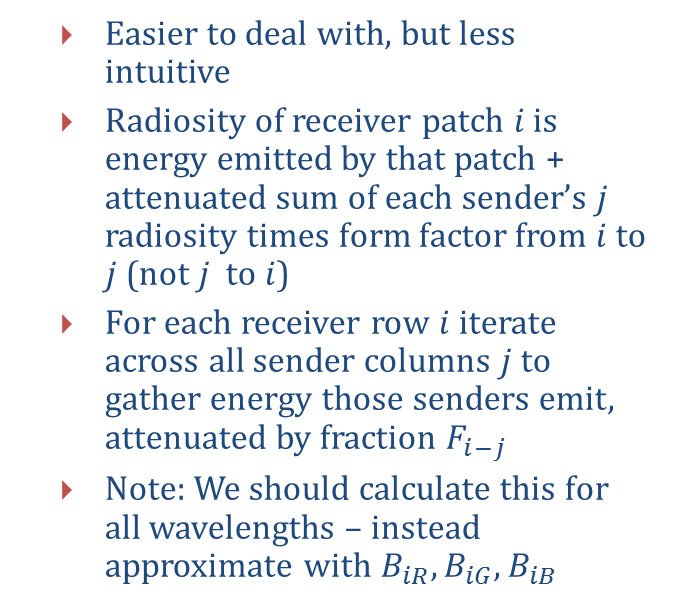 Easier to deal with, but less
intuitive
Radiosity of receiver patch i is
energy emitted by that patch +
attenuated sum of each sender’s j
radiosity times form factor from i to
j (not j to i)
For each receiver row i iterate
across all sender columns j to
gather energy those senders emit,
attenuated by fraction F_{i−j}
Note: We should calculate this for
all wavelengths – instead
approximate with B_{iR}, B_{iG}, B_{iB}